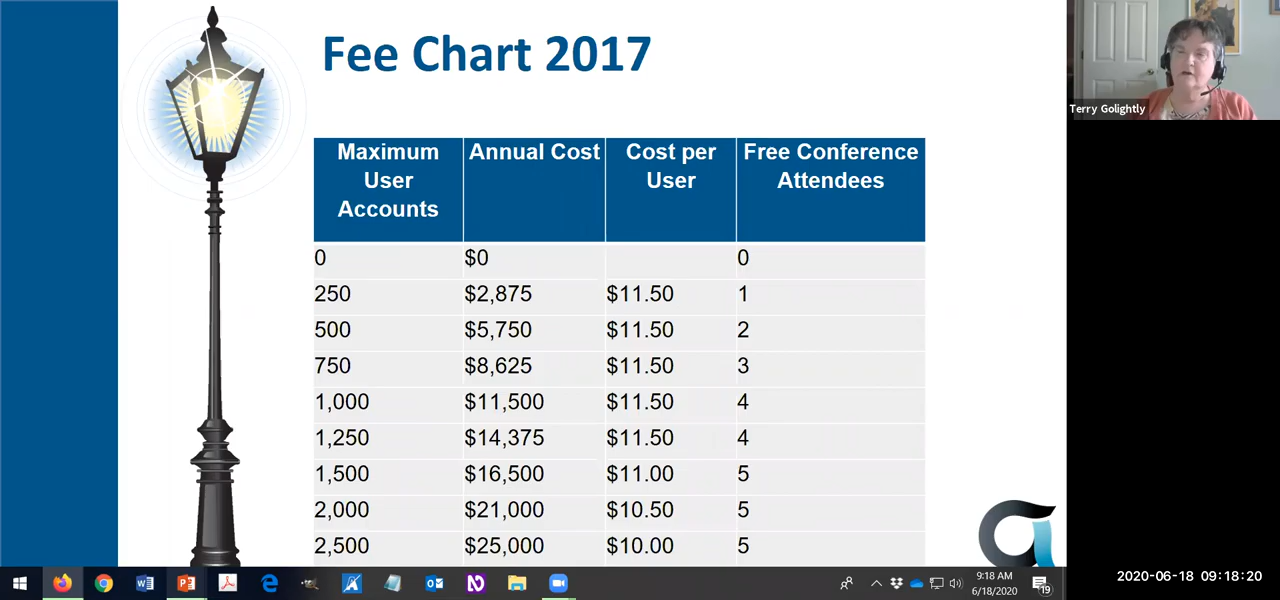 Fee Chart 2017
Terry Golightly
Maximum User Accounts Annual Cost Cost per User Free Conference Attendees
0 $0 0
250 $2,875 $11.50 1
500 $5,750 $11.50 2
750 $8,625 $11.50 3
1,000 $11,500 $11.50 4
1,250 $14,375 $11.50 4
1,500 $16,500 $11.00 5
2,000 $21,000 $10.50 5
2,500 $25,000 $10.00 5
9:18 AM
6/18/2020
19
2020-06-18 09:18:20